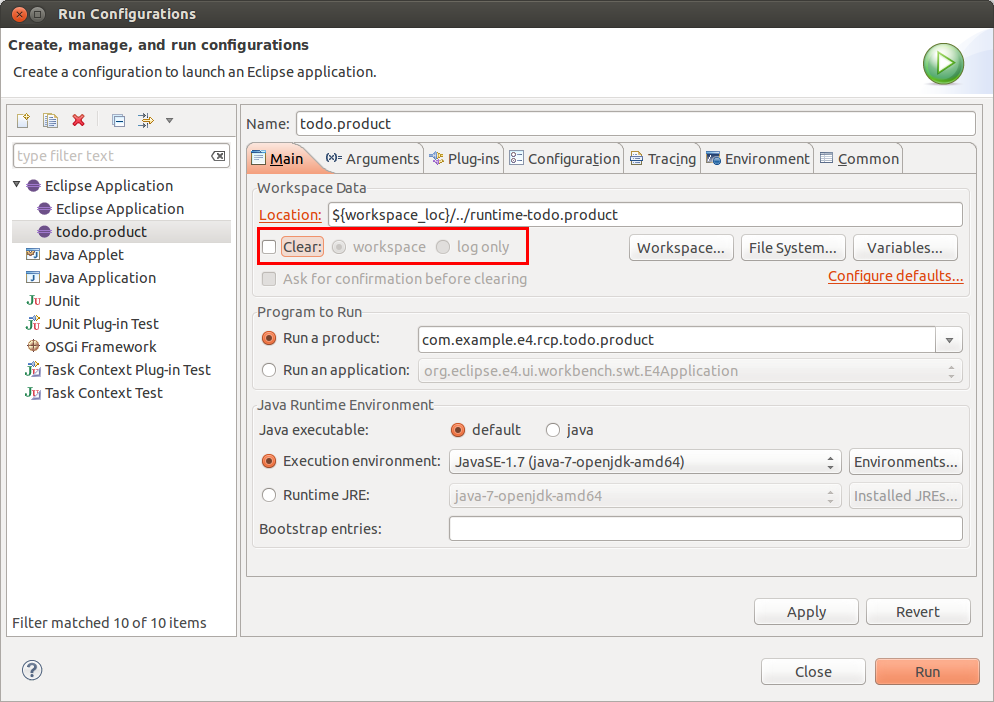 Run Configurations
Create, manage, and run configurations
Create a configuration to launch an Eclipse application.
type filter text
Eclipse Application
Eclipse Application
todo.product
Java Applet
Java Application
JUnit
JUnit Plug-in Test
OSGi Framework
Task Context Plug-in Test
Task Context Test
Filter matched 10 of 10 items
Name: todo.product
Main Arguments Plug-ins Configuration Tracing Environment Common
Workspace Data
Location: ${workspace_loc}/../runtime-todo.product
Clear: workspace log only Workspace... File System... Variables...
Ask for confirmation before clearing Configure defaults...
Program to Run
Run a product: com.example.e4.rcp.todo.product
Run an application: org.eclipse.e4.ui.workbench.swt.E4Application
Java Runtime Environment
Java executable: default java
Execution environment: JavaSE-1.7 (java-7-openjdk-amd64) Environments...
Runtime JRE: java-7-openjdk-amd64 Installed JREs...
Bootstrap entries:
Apply Revert
? Close Run